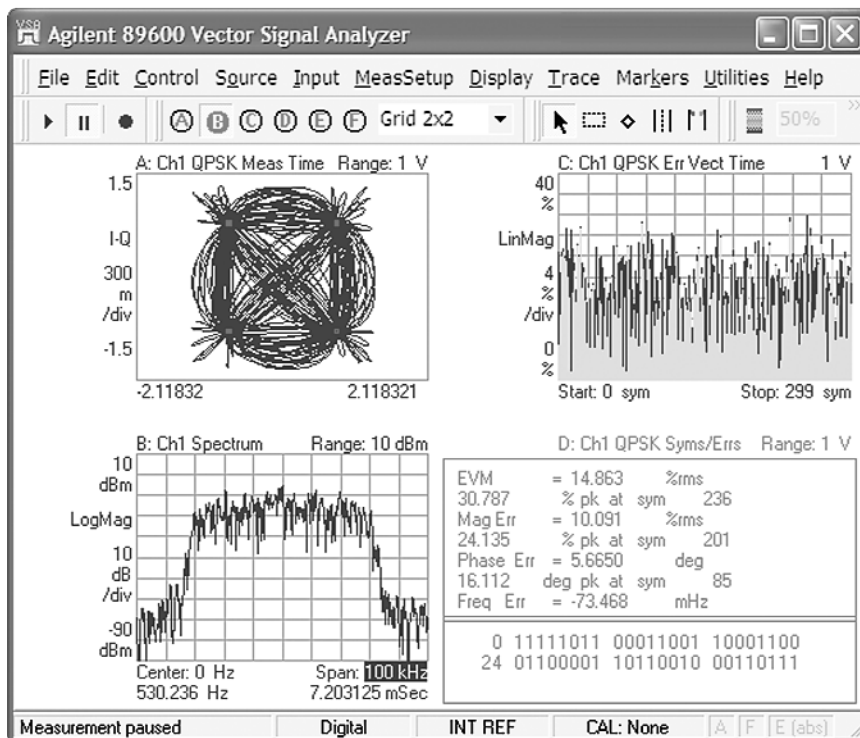 VSA Agilent 89600 Vector Signal Analyzer
File Edit Control Source Input MeasSetup Display Trace Markers Utilities Help
A B C D E F Grid 2x2 50%
A: Ch1 QPSK Meas Time Range: 1 V
1.5
I-Q
300
m
/div
-1.5
-2.11832 2.118321
C: Ch1 QPSK Err Vect Time 1 V
40
%
LinMag
4
%
/div
0
%
Start: 0 sym Stop: 299 sym
B: Ch1 Spectrum Range: 10 dBm
10
dBm
LogMag
10
dB
/div
-90
dBm
Center: 0 Hz Span: 100 kHz
530.236 Hz 7.203125 mSec
D: Ch1 QPSK Syms/Errs Range: 1 V
EVM = 14.863 %rms
30.787 % pk at sym 236
Mag Err = 10.091 %rms
24.135 % pk at sym 201
Phase Err = 5.6650 deg
16.112 deg pk at sym 85
Freq Err = -73.468 mHz
0 11111011 00011001 10001100
24 01100001 10110010 00110111
Measurement paused Digital INT REF CAL: None A F E (abs)